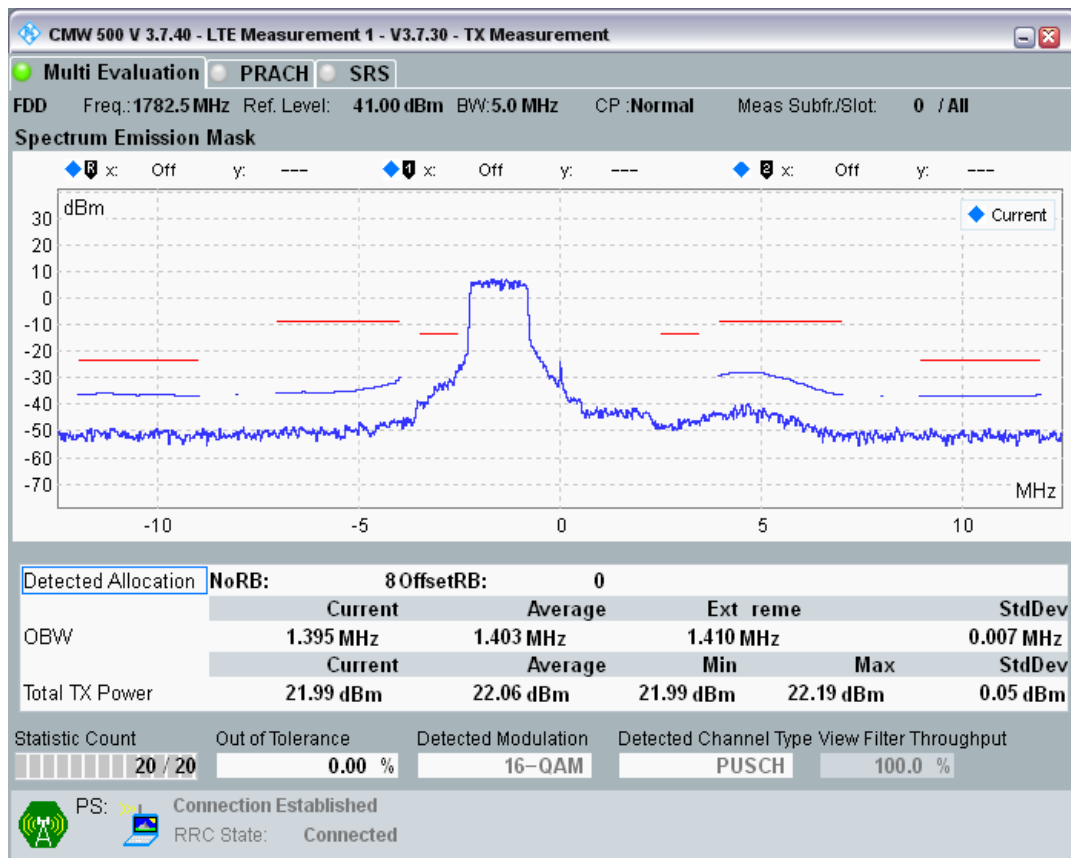 CMW 500 V 3.7.40 - LTE Measurement 1 - V3.7.30 - TX Measurement
Multi Evaluation PRACH SRS
FDD Freq.:1782.5 MHz Ref. Level: 41.00 dBm BW:5.0 MHz CP :Normal Meas Subfr./Slot: 0 / All
Spectrum Emission Mask
R x: Off y: --- 1 x: Off y: --- 2 x: Off y: ---
dBm
Current
30
20
10
0
-10
-20
-30
-40
-50
-60
-70
MHz
-10 -5 0 5 10
Detected Allocation NoRB: 8 OffsetRB: 0
Current Average Ext reme StdDev
OBW 1.395 MHz 1.403 MHz 1.410 MHz 0.007 MHz
Current Average Min Max StdDev
Total TX Power 21.99 dBm 22.06 dBm 21.99 dBm 22.19 dBm 0.05 dBm
Statistic Count Out of Tolerance Detected Modulation Detected Channel Type View Filter Throughput
20 / 20 0.00 % 16-QAM PUSCH 100.0 %
PS: Connection Established
RRC State: Connected